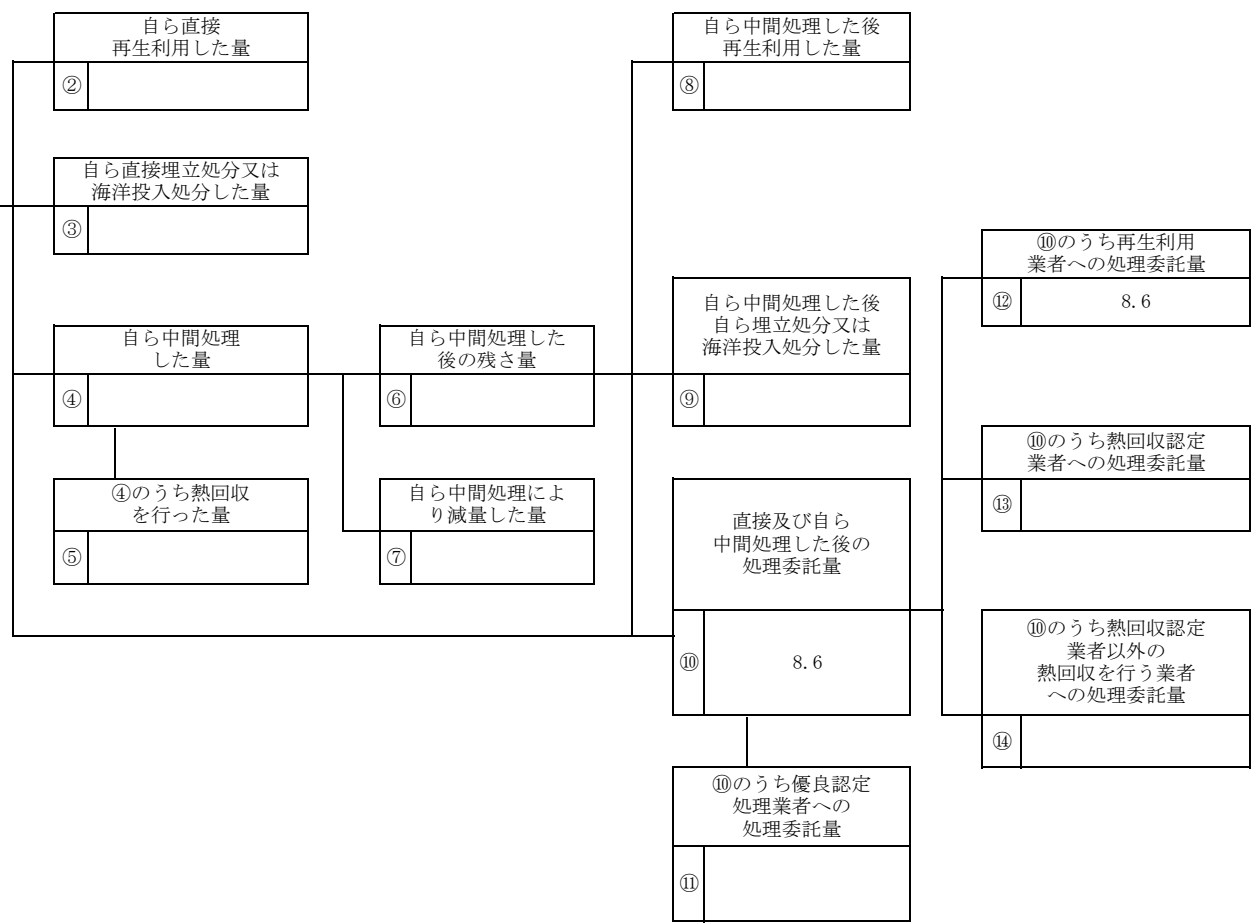 自ら直接
再生利用した量
②
自ら直接埋立処分又は
海洋投入処分した量
③
自ら中間処理
した量
④
④のうち熱回収
を行った量
⑤
自ら中間処理した
後の残さ量
⑥
自ら中間処理によ
り減量した量
⑦
自ら中間処理した後
再生利用した量
⑧
自ら中間処理した後
自ら埋立処分又は
海洋投入処分した量
⑨
直接及び自ら
中間処理した後の
処理委託量
⑩ 8.6
⑩のうち優良認定
処理業者への
処理委託量
⑪
⑩のうち再生利用
業者への処理委託量
⑫ 8.6
⑩のうち熱回収認定
業者への処理委託量
⑬
⑩のうち熱回収認定
業者以外の
熱回収を行う業者
への処理委託量
⑭